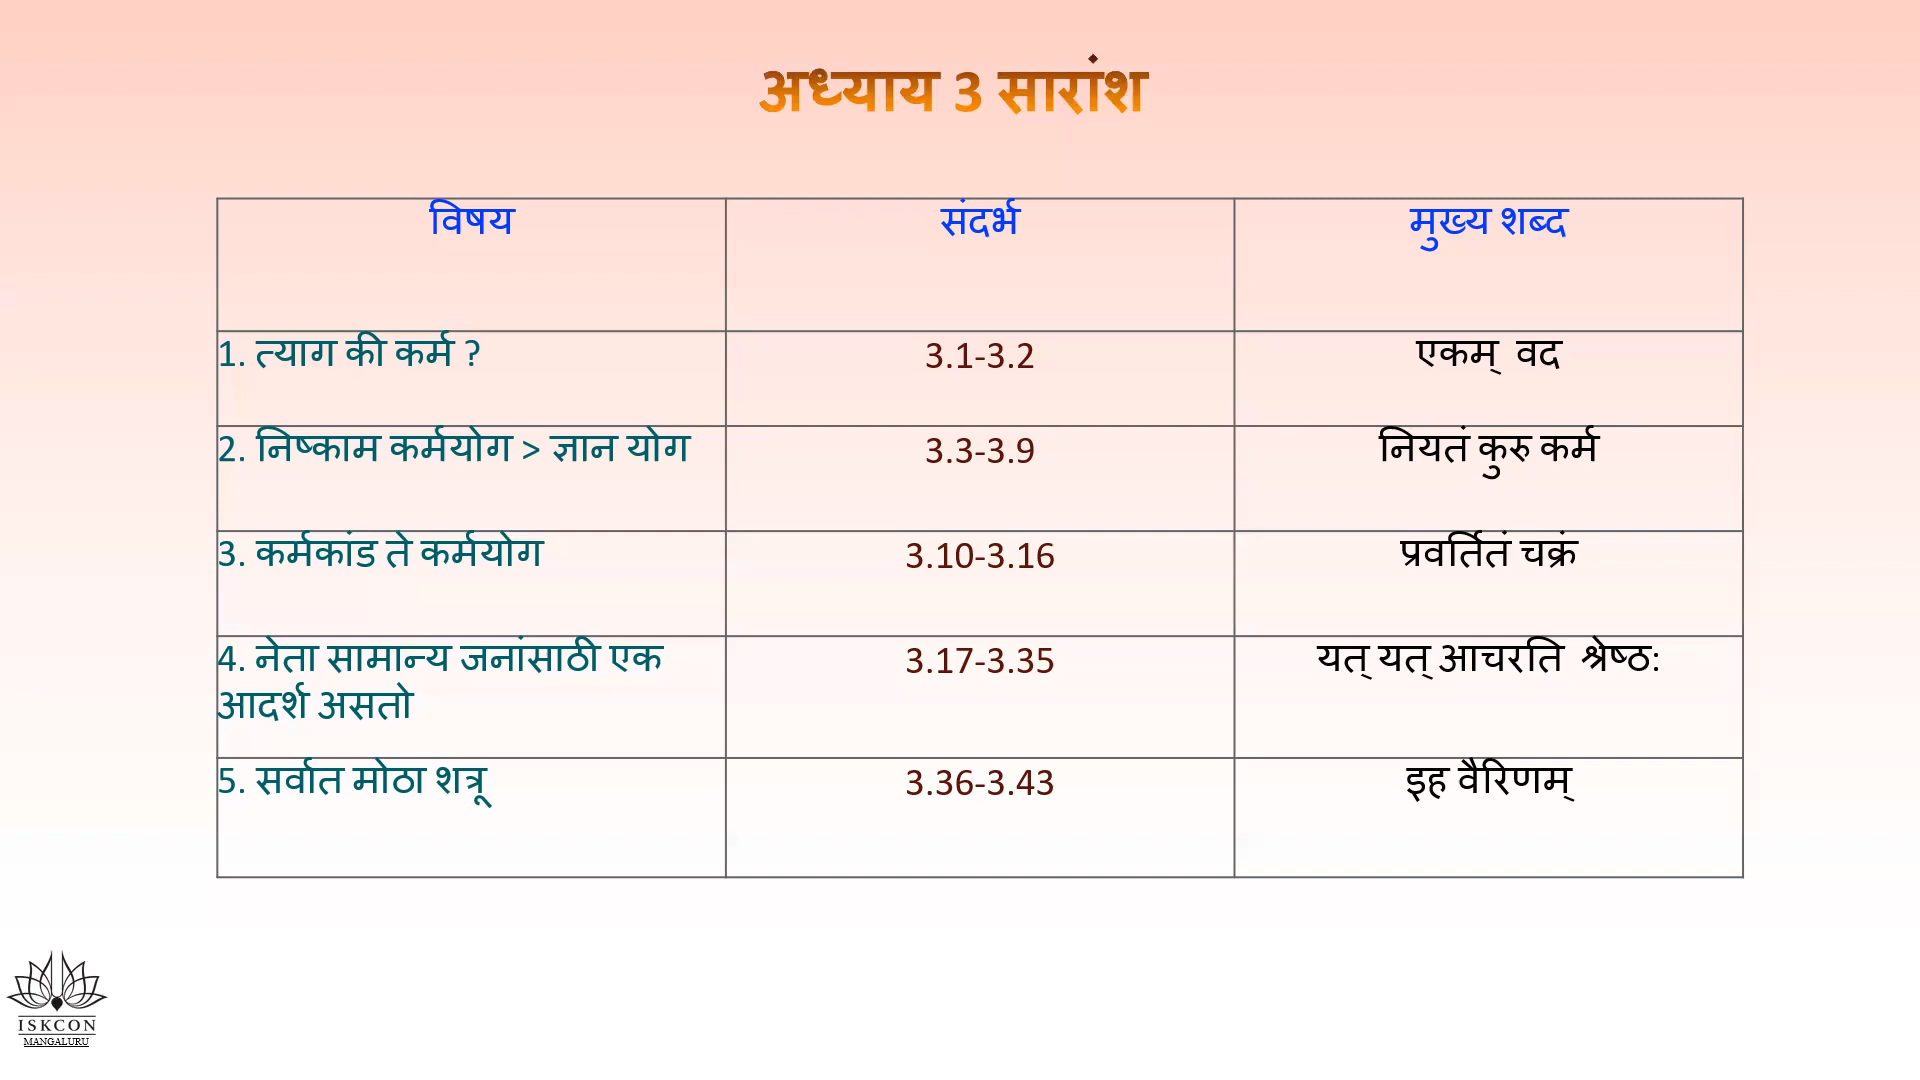 अध्याय 3 सारांश
विषय संदर्भ मुख्य शब्द
1. त्याग की कर्म ? 3.1-3.2 एकम् वद
2. निष्काम कर्मयोग > ज्ञान योग 3.3-3.9 नियतं कुरु कर्म
3. कर्मकांड ते कर्मयोग 3.10-3.16 प्रवर्तितं चक्रं
4. नेता सामान्य जनांसाठी एक 3.17-3.35 यत् यत् आचरति श्रेष्ठः
आदर्श असतो
5. सर्वात मोठा शत्रू 3.36-3.43 इह वैरिणम्
ISKCON
MANGALURU